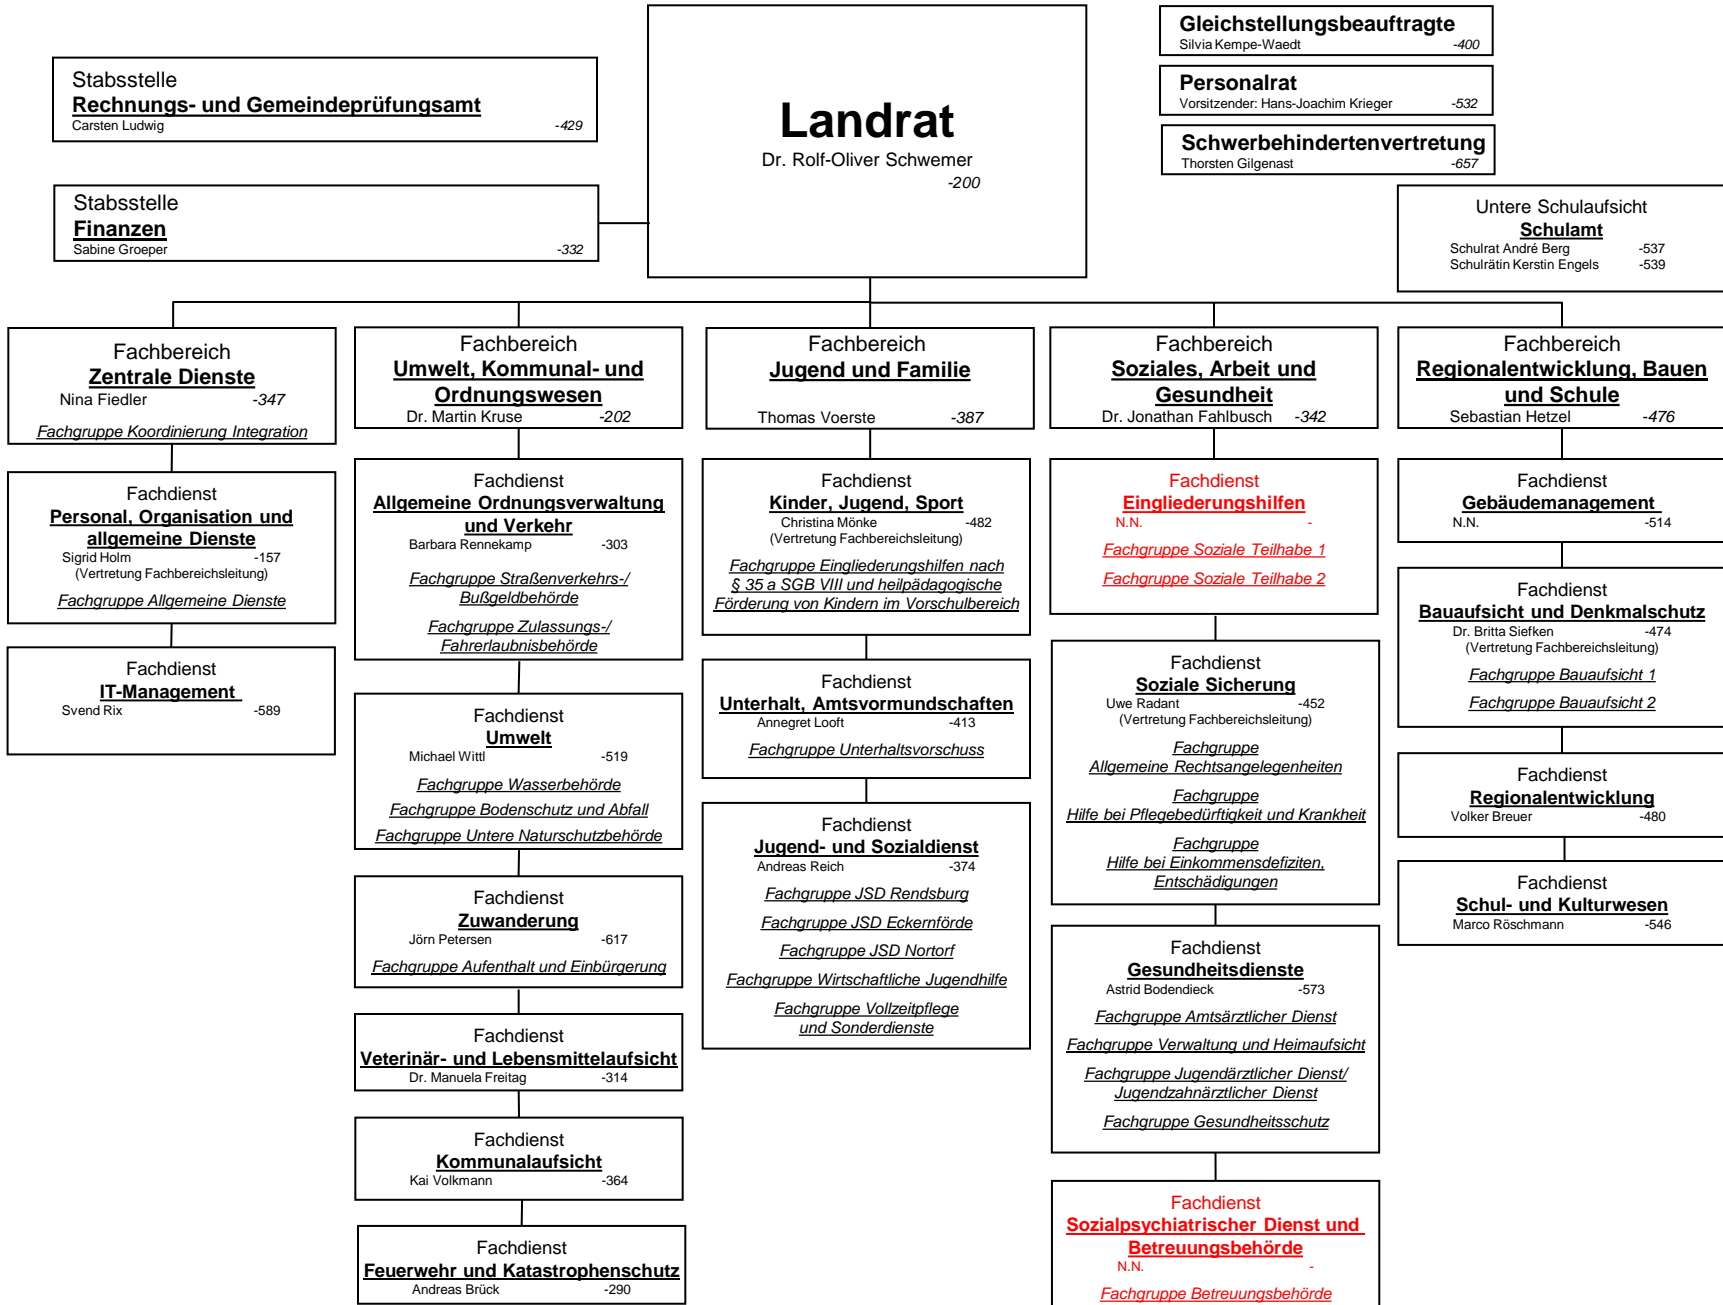 Stabsstelle
Rechnungs- und Gemeindeprüfungsamt
Carsten Ludwig -429
Stabsstelle
Finanzen
Sabine Groeper -332
Landrat
Dr. Rolf-Oliver Schwemer
-200
Gleichstellungsbeauftragte
Silvia Kempe-Waedt -400
Personalrat
Vorsitzender: Hans-Joachim Krieger -532
Schwerbehindertenvertretung
Thorsten Gilgenast -657
Untere Schulaufsicht
Schulamt
Schulrat André Berg -537
Schulrätin Kerstin Engels -539
Fachbereich
Zentrale Dienste
Nina Fiedler -347
Fachgruppe Koordinierung Integration
Fachdienst
Personal, Organisation und
allgemeine Dienste
Sigrid Holm -157
(Vertretung Fachbereichsleitung)
Fachgruppe Allgemeine Dienste
Fachdienst
IT-Management
Svend Rix -589
Fachbereich
Umwelt, Kommunal- und
Ordnungswesen
Dr. Martin Kruse -202
Fachdienst
Allgemeine Ordnungsverwaltung
und Verkehr
Barbara Rennekamp -303
Fachgruppe Straßenverkehrs-/
Bußgeldbehörde
Fachgruppe Zulassungs-/
Fahrerlaubnisbehörde
Fachdienst
Umwelt
Michael Wittl -519
Fachgruppe Wasserbehörde
Fachgruppe Bodenschutz und Abfall
Fachgruppe Untere Naturschutzbehörde
Fachdienst
Zuwanderung
Jörn Petersen -617
Fachgruppe Aufenthalt und Einbürgerung
Fachdienst
Veterinär- und Lebensmittelaufsicht
Dr. Manuela Freitag -314
Fachdienst
Kommunalaufsicht
Kai Volkmann -364
Fachdienst
Feuerwehr und Katastrophenschutz
Andreas Brück -290
Fachbereich
Jugend und Familie
Thomas Voerste -387
Fachdienst
Kinder, Jugend, Sport
Christina Mönke -482
(Vertretung Fachbereichsleitung)
Fachgruppe Eingliederungshilfen nach
§ 35 a SGB VIII und heilpädagogische
Förderung von Kindern im Vorschulbereich
Fachdienst
Unterhalt, Amtsvormundschaften
Annegret Looft -413
Fachgruppe Unterhaltsvorschuss
Fachdienst
Jugend- und Sozialdienst
Andreas Reich -374
Fachgruppe JSD Rendsburg
Fachgruppe JSD Eckernförde
Fachgruppe JSD Nortorf
Fachgruppe Wirtschaftliche Jugendhilfe
Fachgruppe Vollzeitpflege
und Sonderdienste
Fachbereich
Soziales, Arbeit und
Gesundheit
Dr. Jonathan Fahlbusch -342
Fachdienst
Eingliederungshilfen
N.N. -
Fachgruppe Soziale Teilhabe 1
Fachgruppe Soziale Teilhabe 2
Fachdienst
Soziale Sicherung
Uwe Radant -452
(Vertretung Fachbereichsleitung)
Fachgruppe
Allgemeine Rechtsangelegenheiten
Fachgruppe
Hilfe bei Pflegebedürftigkeit und Krankheit
Fachgruppe
Hilfe bei Einkommensdefiziten,
Entschädigungen
Fachdienst
Gesundheitsdienste
Astrid Bodendieck -573
Fachgruppe Amtsärztlicher Dienst
Fachgruppe Verwaltung und Heimaufsicht
Fachgruppe Jugendärztlicher Dienst/
Jugendzahnärztlicher Dienst
Fachgruppe Gesundheitsschutz
Fachdienst
Sozialpsychiatrischer Dienst und
Betreuungsbehörde
N.N. -
Fachgruppe Betreuungsbehörde
Fachbereich
Regionalentwicklung, Bauen
und Schule
Sebastian Hetzel -476
Fachdienst
Gebäudemanagement
N.N. -514
Fachdienst
Bauaufsicht und Denkmalschutz
Dr. Britta Siefken -474
(Vertretung Fachbereichsleitung)
Fachgruppe Bauaufsicht 1
Fachgruppe Bauaufsicht 2
Fachdienst
Regionalentwicklung
Volker Breuer -480
Fachdienst
Schul- und Kulturwesen
Marco Röschmann -546